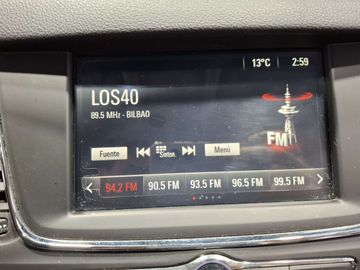 13°C 2:59
LOS40
89.5 MHz - BILBAO
FM
Fuente Sinton. Menú
94.2 FM 90.5 FM 93.5 FM 96.5 FM 99.5 FM